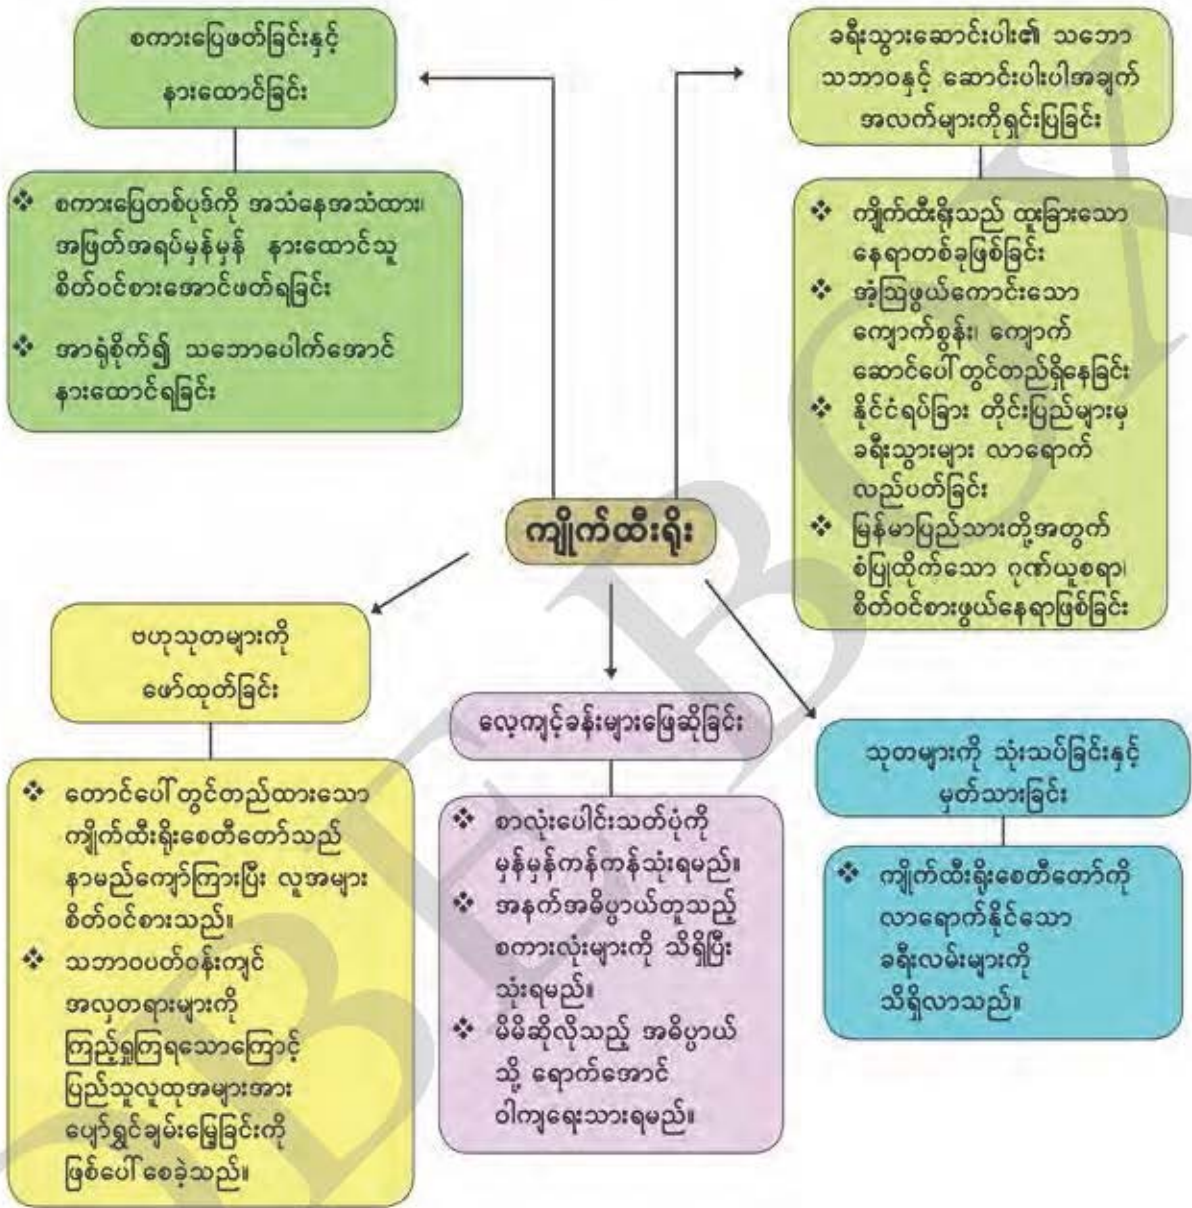 စကားပြေဖတ်ခြင်းနှင့်
နားထောင်ခြင်း
❖ စကားပြေတစ်ပုဒ်ကို အသံနေအသံထား၊
အဖြတ်အရပ်မှန်မှန် နားထောင်သူ
စိတ်ဝင်စားအောင်ဖတ်ရခြင်း
❖ အာရုံစိုက်၍ သဘောပေါက်အောင်
နားထောင်ရခြင်း
ခရီးသွားဆောင်းပါး၏ သဘော
သဘာဝနှင့် ဆောင်းပါးပါအချက်
အလက်များကိုရှင်းပြခြင်း
❖ ကျိုက်ထီးရိုးသည် ထူးခြားသော
နေရာတစ်ခုဖြစ်ခြင်း
❖ အံ့ဩဖွယ်ကောင်းသော
ကျောက်စွန်း၊ ကျောက်
ဆောင်ပေါ်တွင်တည်ရှိနေခြင်း
❖ နိုင်ငံရပ်ခြား တိုင်းပြည်များမှ
ခရီးသွားများ လာရောက်
လည်ပတ်ခြင်း
❖ မြန်မာပြည်သားတို့အတွက်
စံပြုထိုက်သော ဂုဏ်ယူစရာ၊
စိတ်ဝင်စားဖွယ်နေရာဖြစ်ခြင်း
ကျိုက်ထီးရိုး
ဗဟုသုတများကို
ဖော်ထုတ်ခြင်း
❖ တောင်ပေါ်တွင်တည်ထားသော
ကျိုက်ထီးရိုးစေတီတော်သည်
နာမည်ကျော်ကြားပြီး လူအများ
စိတ်ဝင်စားသည်။
❖ သဘာဝပတ်ဝန်းကျင်
အလှတရားများကို
ကြည့်ရှုကြရသောကြောင့်
ပြည်သူလူထုအများအား
ပျော်ရွှင်ချမ်းမြေ့ခြင်းကို
ဖြစ်ပေါ်စေခဲ့သည်။
လေ့ကျင့်ခန်းများဖြေဆိုခြင်း
❖ စာလုံးပေါင်းသတ်ပုံကို
မှန်မှန်ကန်ကန်သုံးရမည်။
❖ အနက်အဓိပ္ပာယ်တူသည့်
စကားလုံးများကို သိရှိပြီး
သုံးရမည်။
❖ မိမိဆိုလိုသည့် အဓိပ္ပာယ်
သို့ ရောက်အောင်
ဝါကျရေးသားရမည်။
သုတများကို သုံးသပ်ခြင်းနှင့်
မှတ်သားခြင်း
❖ ကျိုက်ထီးရိုးစေတီတော်ကို
လာရောက်နိုင်သော
ခရီးလမ်းများကို
သိရှိလာသည်။